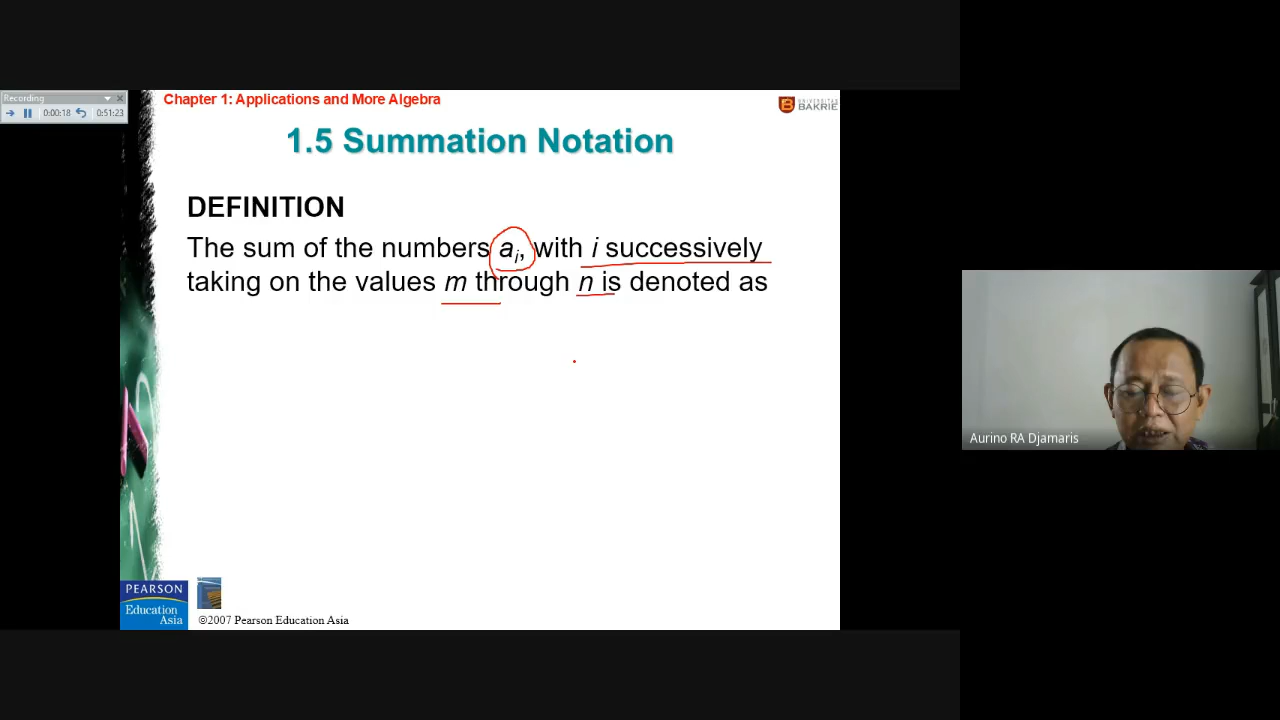 Recording
0:00:18
0:51:23
Chapter 1: Applications and More Algebra
UNIVERSITAS
BAKRIE
1.5 Summation Notation
DEFINITION
The sum of the numbers aᵢ, with i successively
taking on the values m through n is denoted as
Aurino RA Djamaris
PEARSON
Education
Asia
©2007 Pearson Education Asia